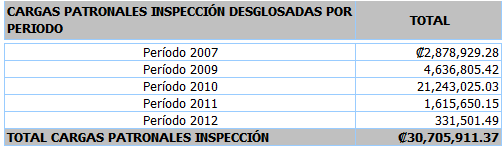 CARGAS PATRONALES INSPECCIÓN DESGLOSADAS POR PERIODO TOTAL
Período 2007 ₡2,878,929.28
Período 2009 4,636,805.42
Período 2010 21,243,025.03
Período 2011 1,615,650.15
Período 2012 331,501.49
TOTAL CARGAS PATRONALES INSPECCIÓN ₡30,705,911.37